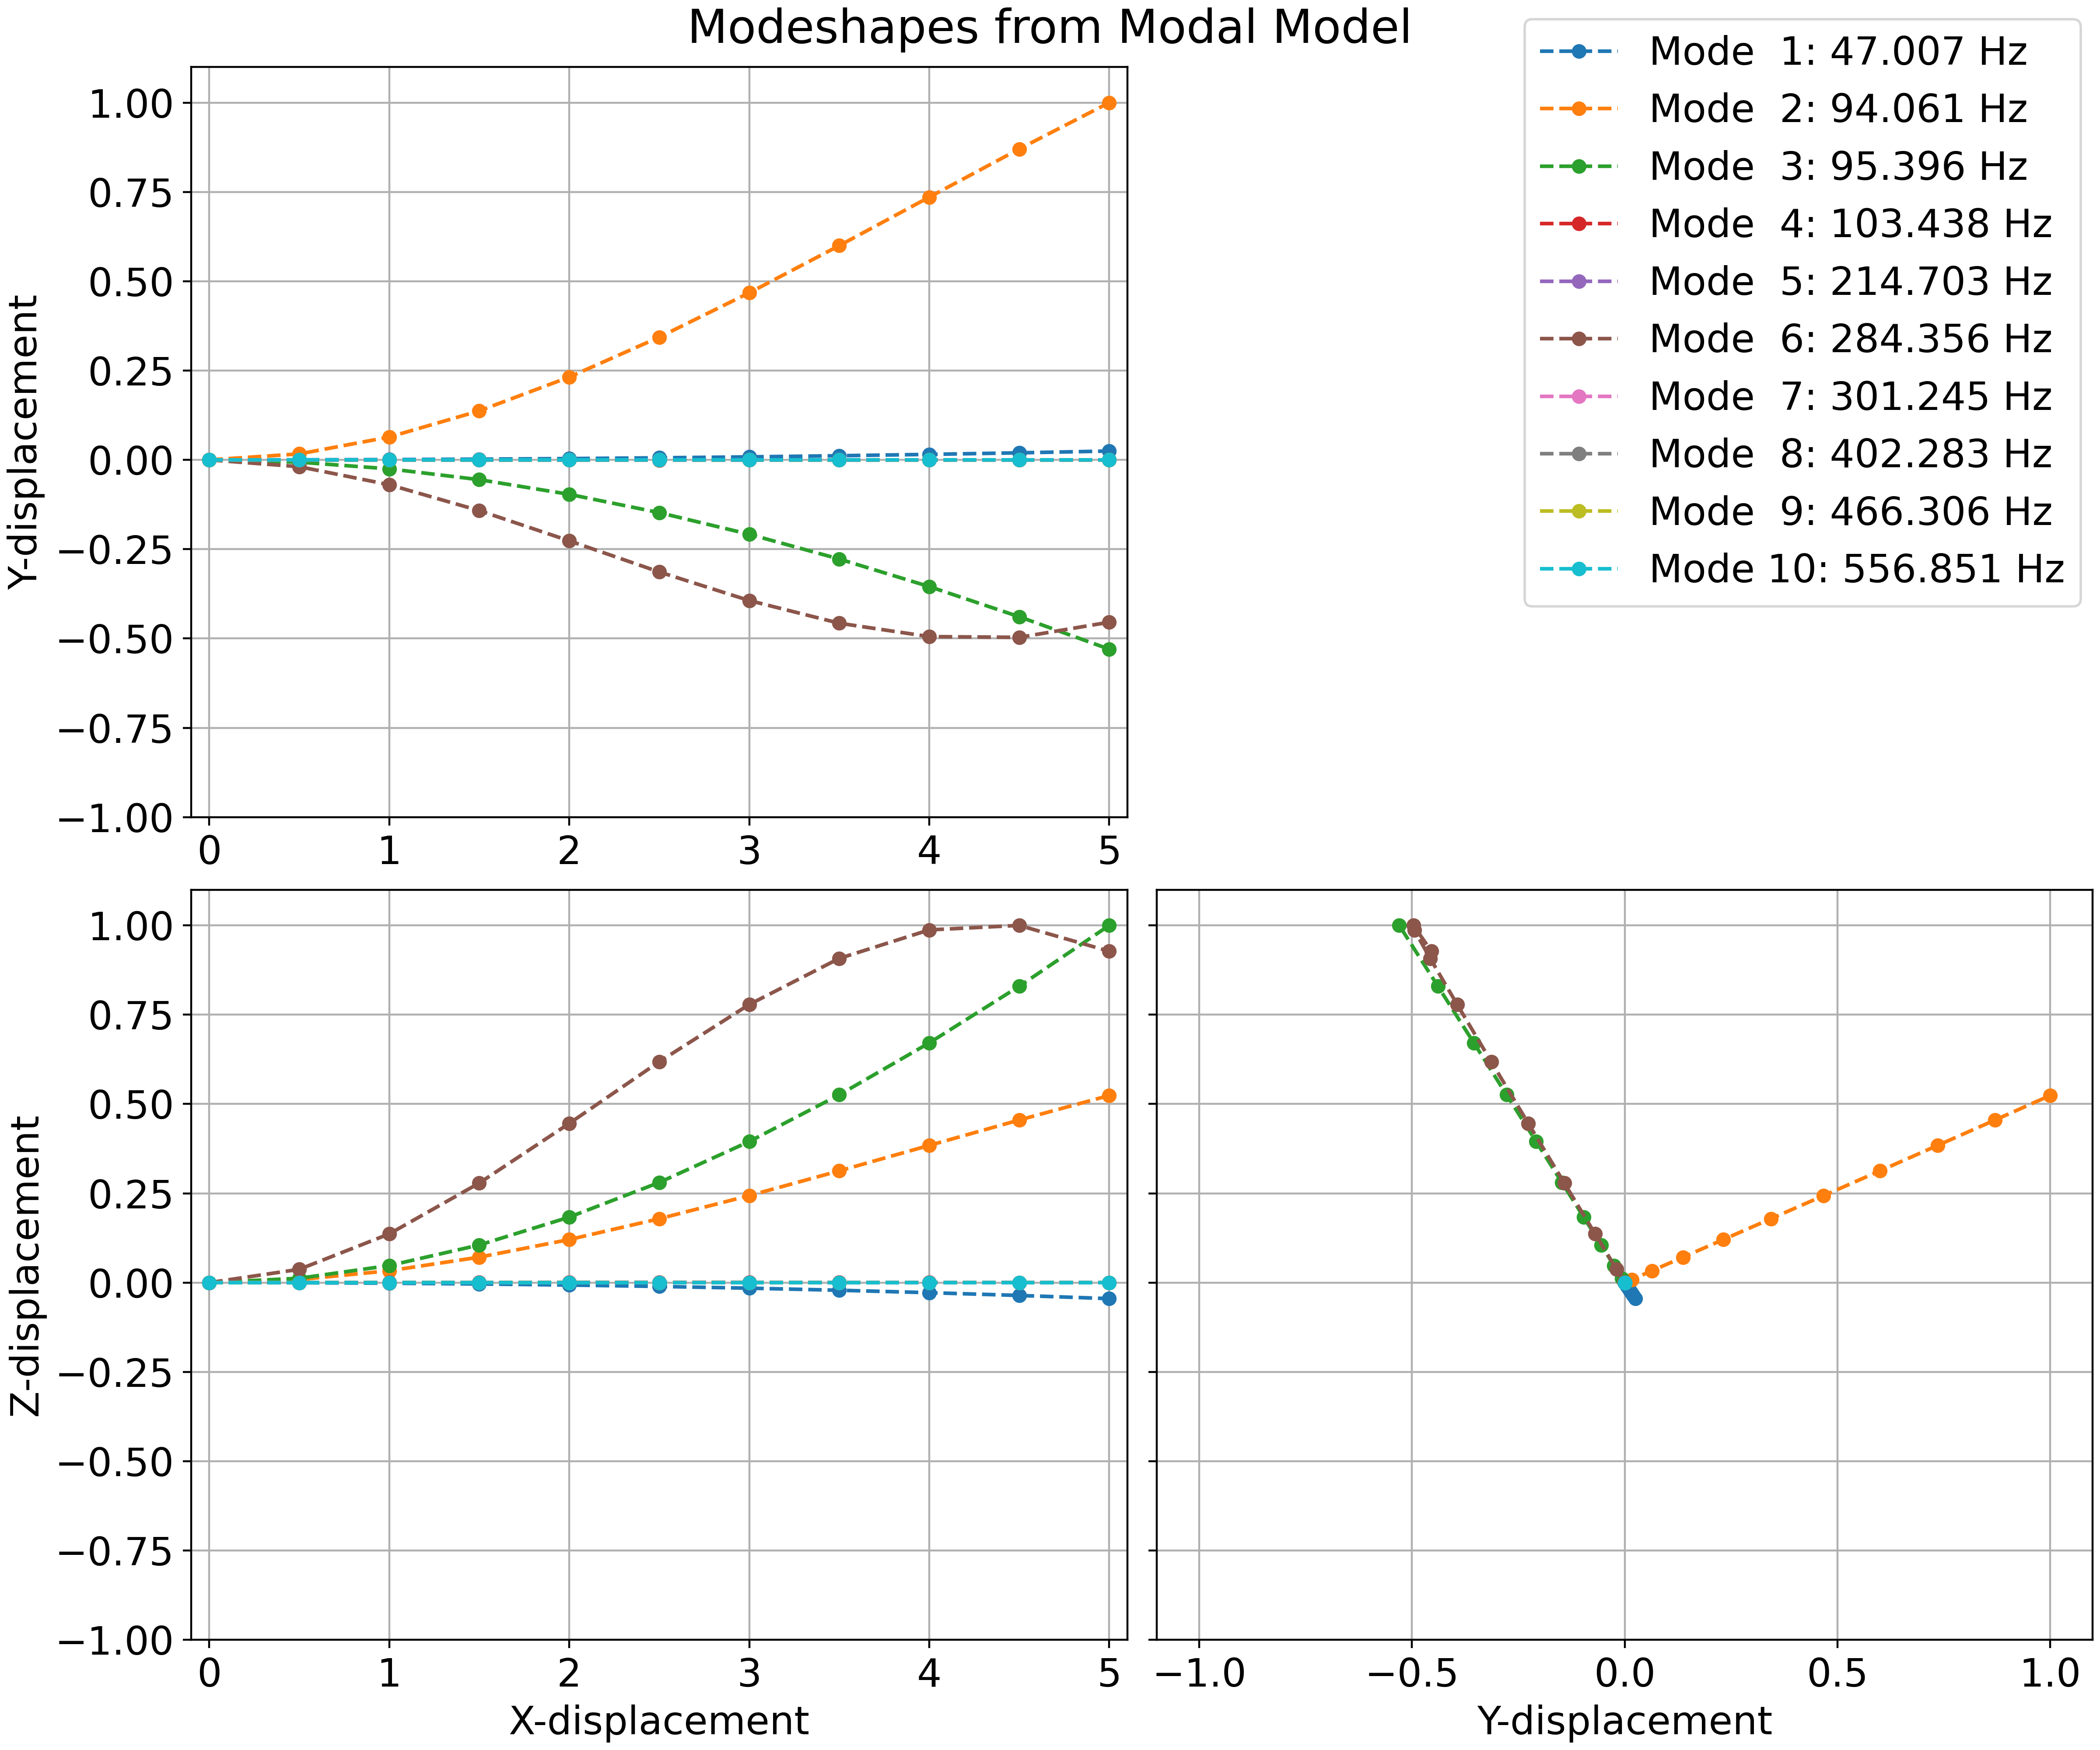 Modeshapes from Modal Model
Mode 1: 47.007 Hz
Mode 2: 94.061 Hz
Mode 3: 95.396 Hz
Mode 4: 103.438 Hz
Mode 5: 214.703 Hz
Mode 6: 284.356 Hz
Mode 7: 301.245 Hz
Mode 8: 402.283 Hz
Mode 9: 466.306 Hz
Mode 10: 556.851 Hz
Y-displacement
1.00
0.75
0.50
0.25
0.00
−0.25
−0.50
−0.75
−1.00
0 1 2 3 4 5
Z-displacement
1.00
0.75
0.50
0.25
0.00
−0.25
−0.50
−0.75
−1.00
0 1 2 3 4 5
X-displacement
−1.0 −0.5 0.0 0.5 1.0
Y-displacement